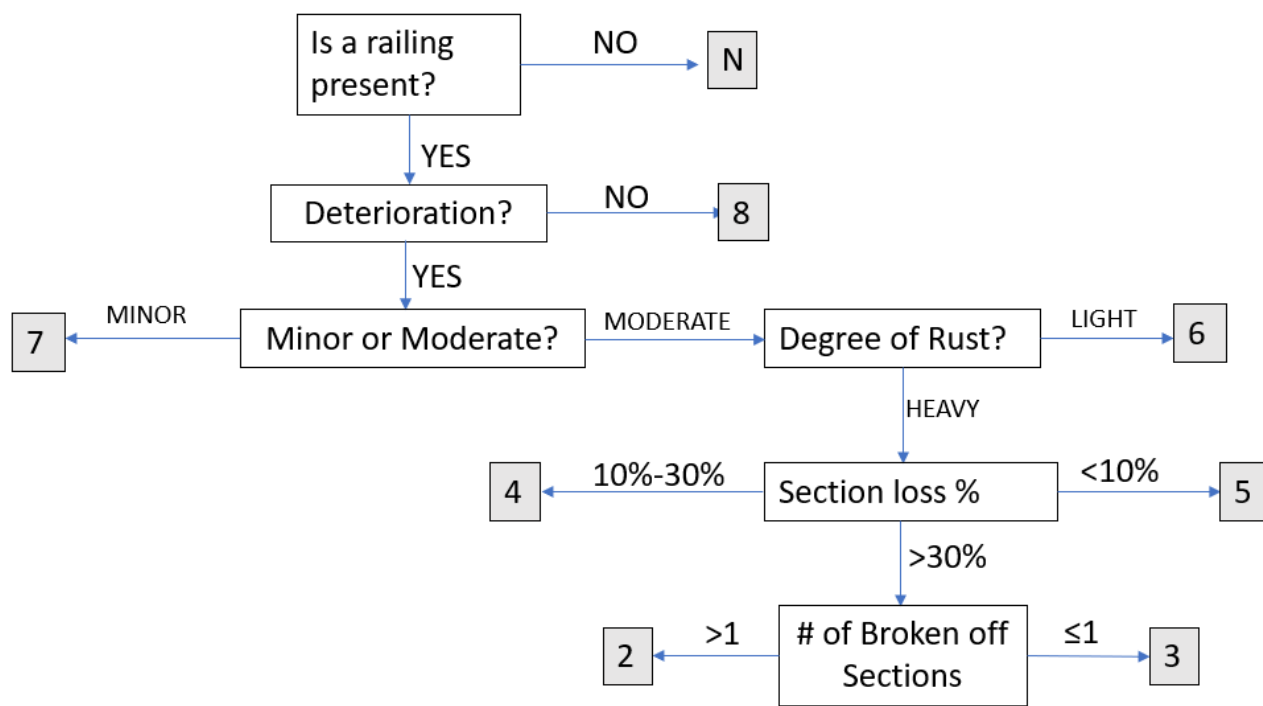 Is a railing
present?
NO
N
YES
Deterioration?
NO
8
YES
7
MINOR
Minor or Moderate?
MODERATE
Degree of Rust?
LIGHT
6
HEAVY
4
10%-30%
Section loss %
<10%
5
>30%
2
>1
# of Broken off
Sections
≤1
3